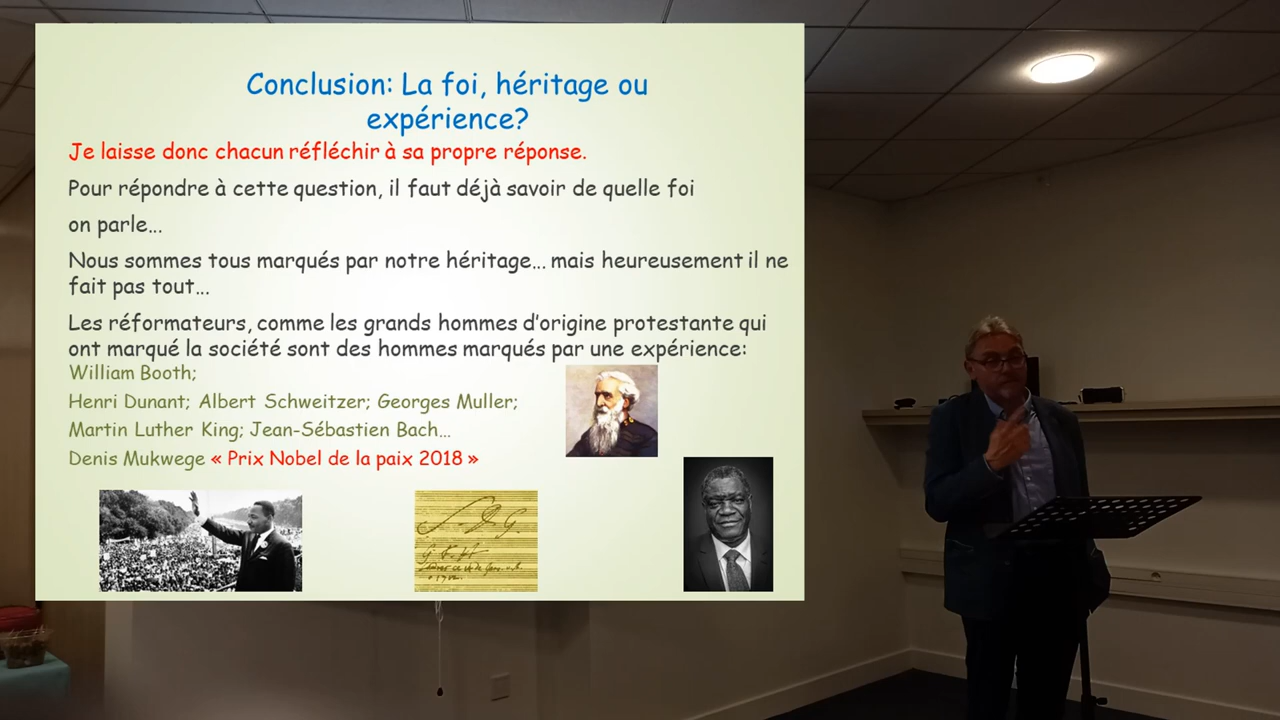 Conclusion: La foi, héritage ou
expérience?
Je laisse donc chacun réfléchir à sa propre réponse.
Pour répondre à cette question, il faut déjà savoir de quelle foi
on parle...
Nous sommes tous marqués par notre héritage... mais heureusement il ne
fait pas tout...
Les réformateurs, comme les grands hommes d’origine protestante qui
ont marqué la société sont des hommes marqués par une expérience:
William Booth;
Henri Dunant; Albert Schweitzer; Georges Muller;
Martin Luther King; Jean-Sébastien Bach...
Denis Mukwege « Prix Nobel de la paix 2018 »